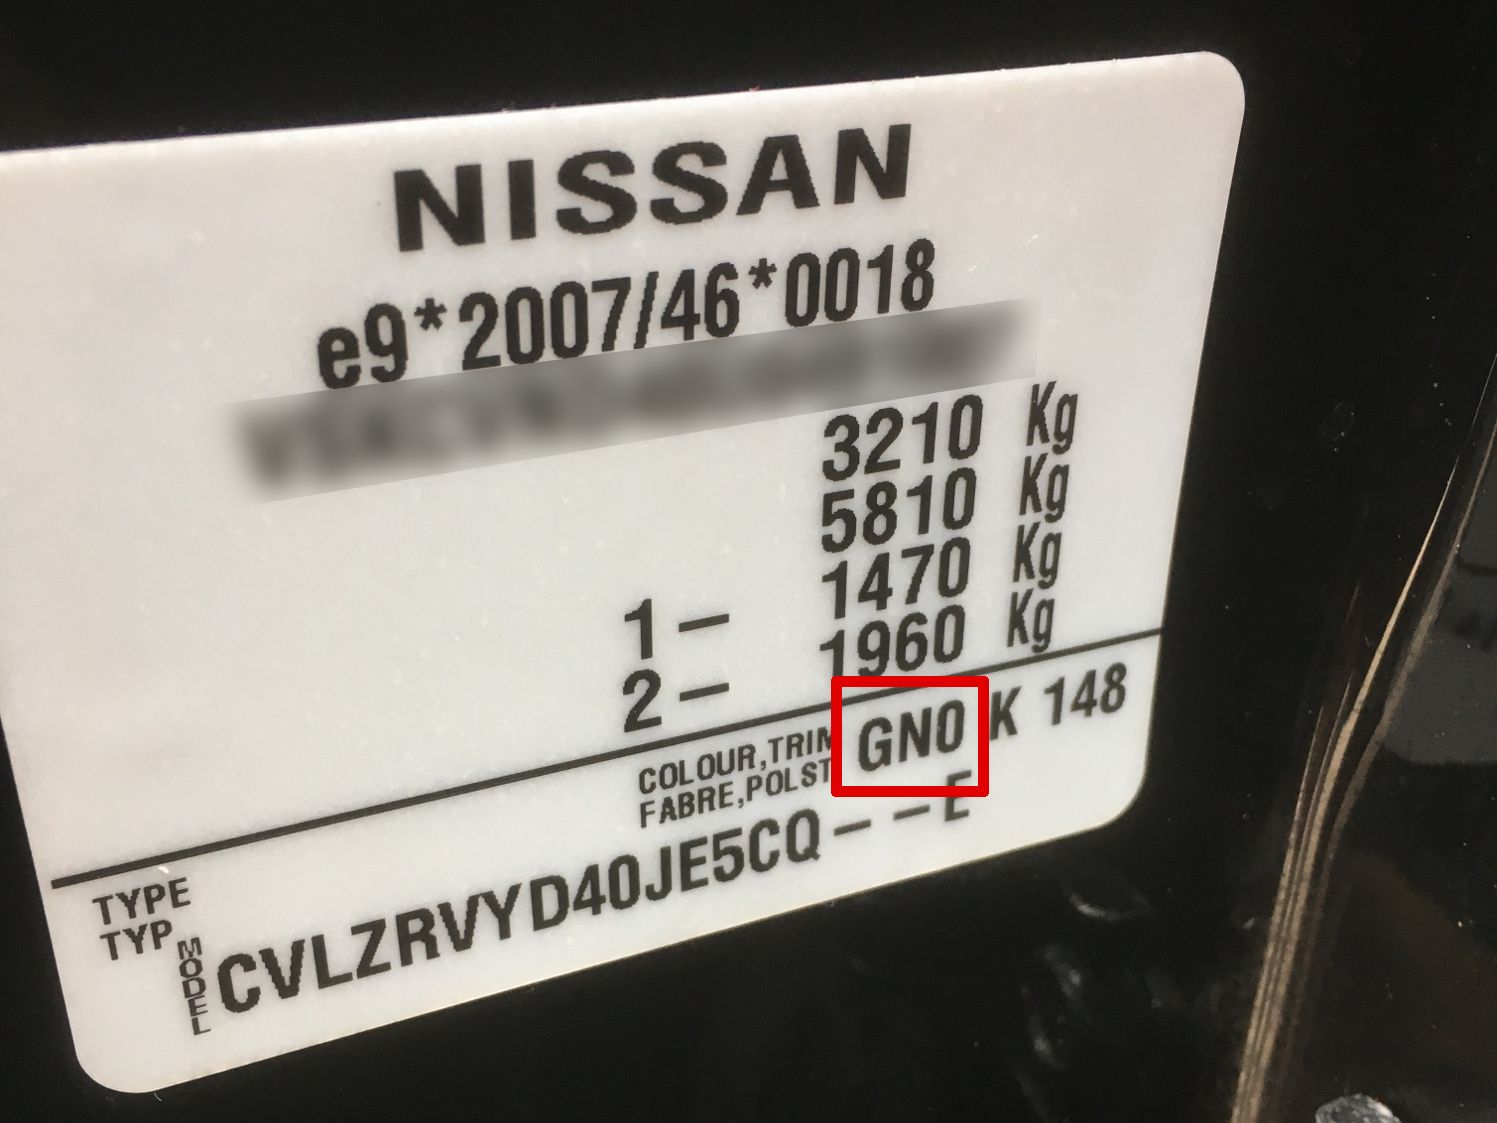 NISSAN
e9*2007/46*0018
3210 Kg
5810 Kg
1- 1470 Kg
2- 1960 Kg
COLOUR,TRIM GN0 K 148
FABRE,POLST
TYPE CVLZRVYD40JE5CQ--E
TYP
MODEL